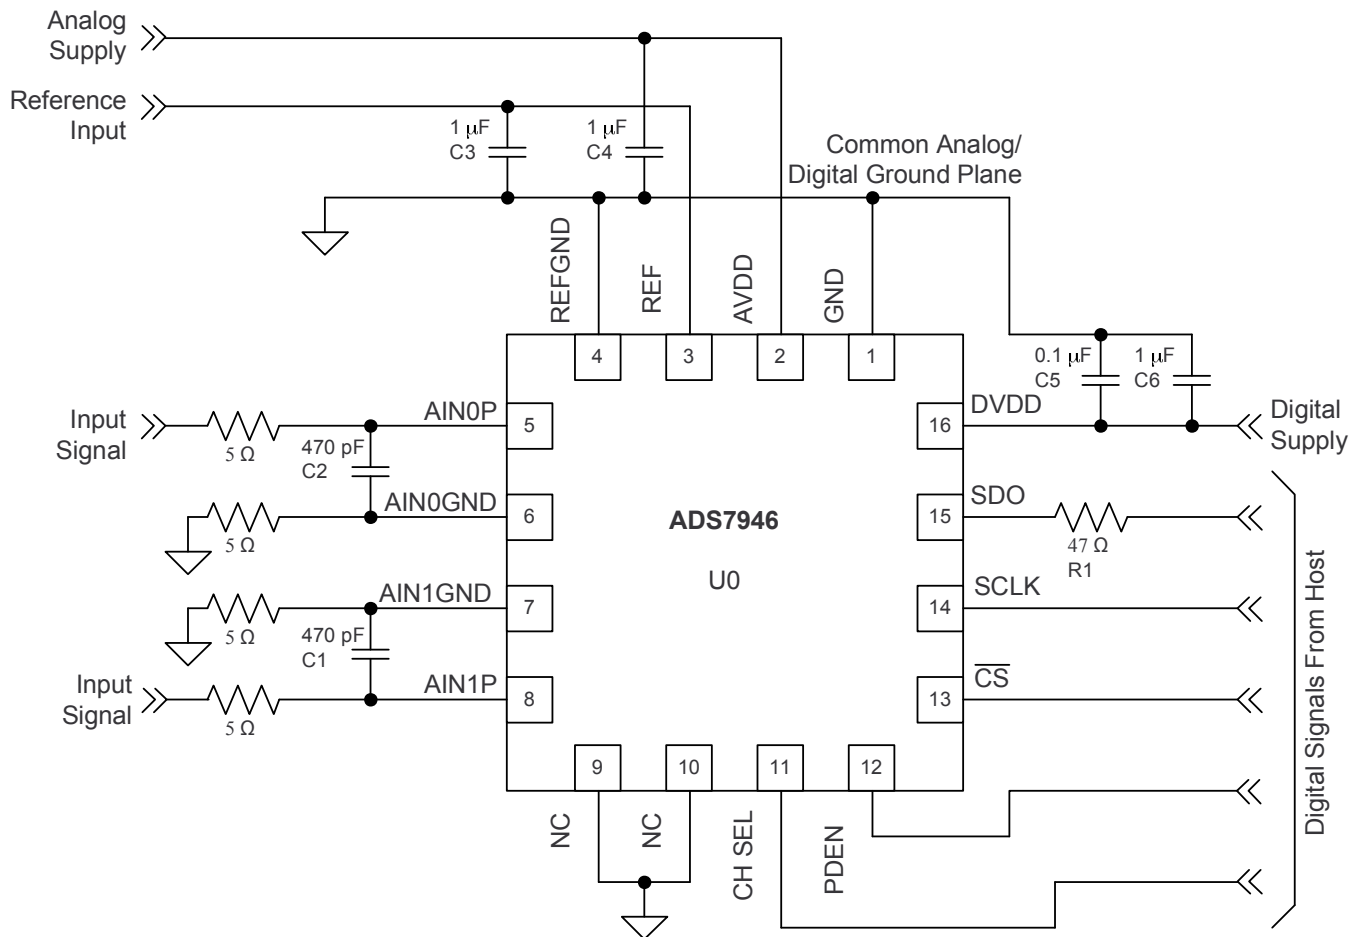 Analog
Supply
Reference
Input
1 μF
C3
1 μF
C4
Common Analog/
Digital Ground Plane
REFGND
REF
AVDD
GND
4
3
2
1
0.1 μF
C5
1 μF
C6
Input
Signal
5 Ω
470 pF
C2
AIN0P
5
AIN0GND
6
5 Ω
AIN1GND
7
5 Ω
470 pF
C1
Input
Signal
5 Ω
AIN1P
8
ADS7946
U0
DVDD
16
Digital
Supply
SDO
15
47 Ω
R1
SCLK
14
CS
13
Digital Signals From Host
9
10
11
12
NC
NC
CH SEL
PDEN